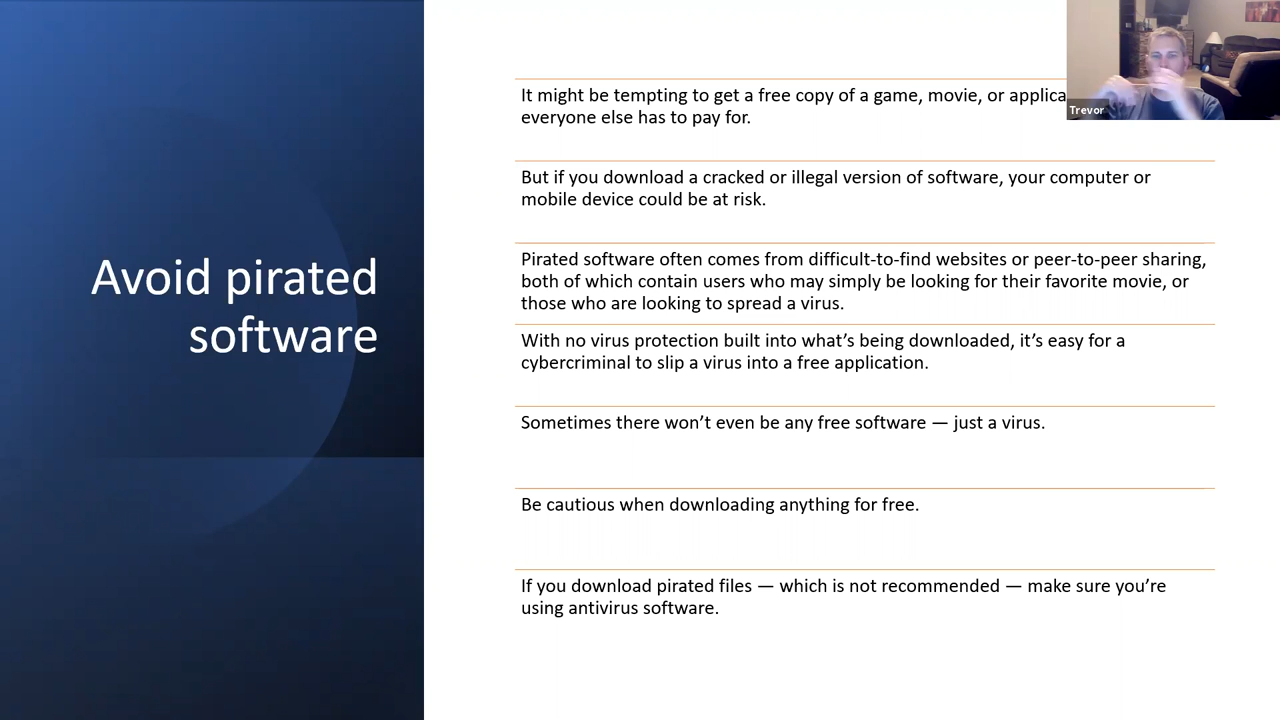 Avoid pirated
software
It might be tempting to get a free copy of a game, movie, or
everyone else has to pay for.
But if you download a cracked or illegal version of software, your computer or
mobile device could be at risk.
Pirated software often comes from difficult-to-find websites or peer-to-peer sharing,
both of which contain users who may simply be looking for their favorite movie, or
those who are looking to spread a virus.
With no virus protection built into what’s being downloaded, it’s easy for a
cybercriminal to slip a virus into a free application.
Sometimes there won’t even be any free software — just a virus.
Be cautious when downloading anything for free.
If you download pirated files — which is not recommended — make sure you’re
using antivirus software.
Trevor